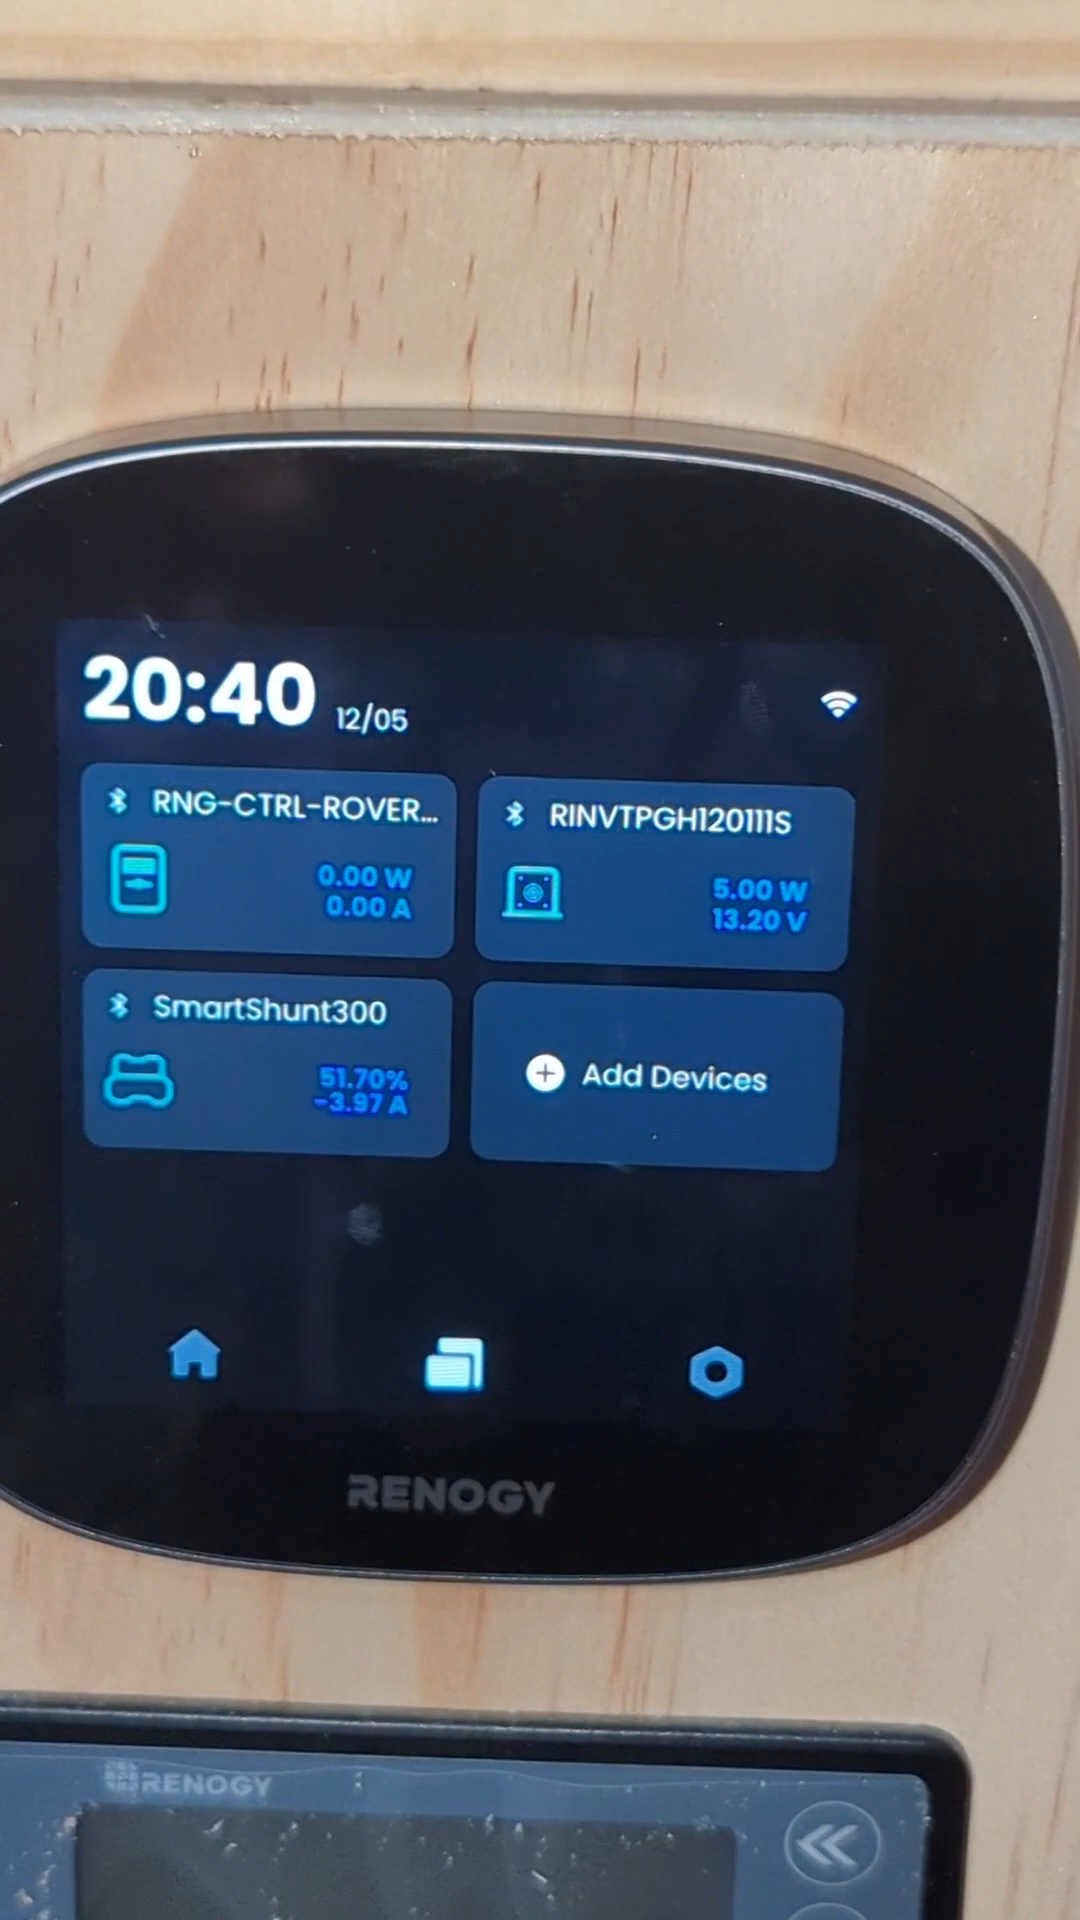 20:40 12/05
RNG-CTRL-ROVER...
0.00 W
0.00 A
RINVTPGH120111S
5.00 W
13.20 V
SmartShunt300
51.70%
-3.97 A
Add Devices
RENOGY
RENOGY